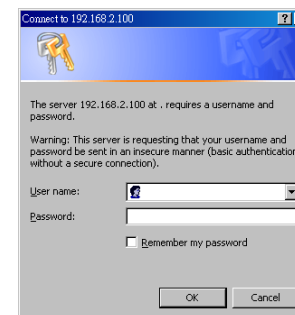 Connect to 192.168.2.100
The server 192.168.2.100 at . requires a username and
password.
Warning: This server is requesting that your username and
password be sent in an insecure manner (basic authentication
without a secure connection).
User name:
Password:
Remember my password
OK
Cancel